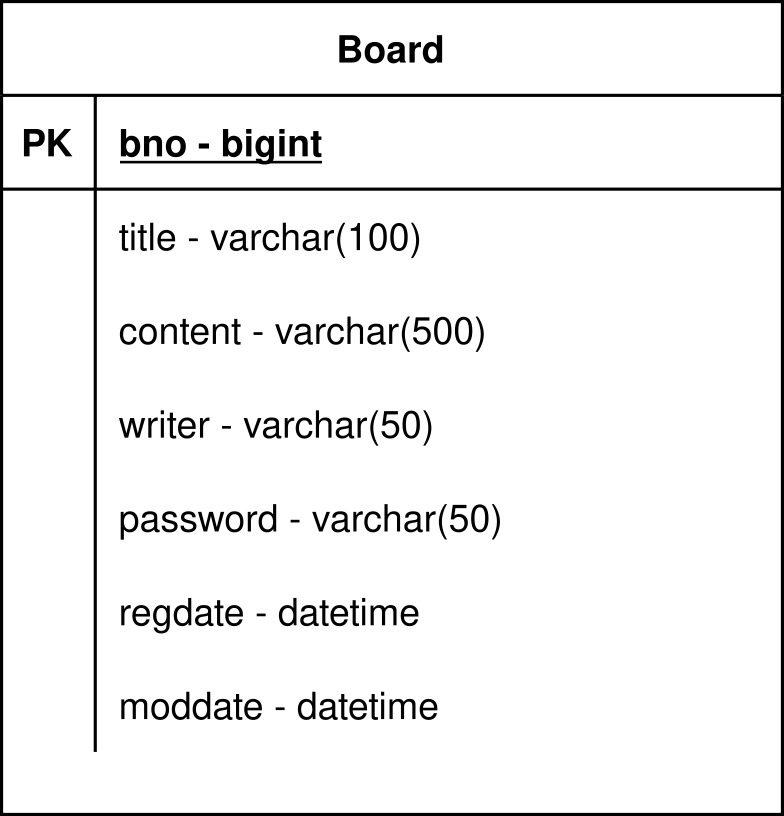 Board
PK bno - bigint
title - varchar(100)
content - varchar(500)
writer - varchar(50)
password - varchar(50)
regdate - datetime
moddate - datetime